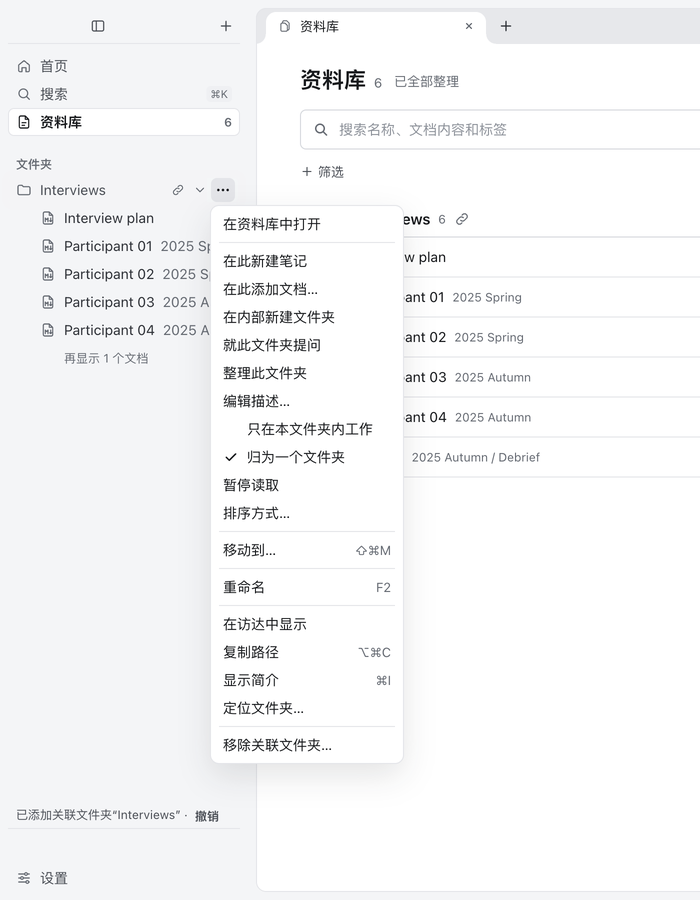 首页
搜索 ⌘K
资料库 6
文件夹
Interviews
Interview plan
Participant 01 2025 Sp
Participant 02 2025 S
Participant 03 2025 A
Participant 04 2025 A
再显示 1 个文档
已添加关联文件夹“Interviews” · 撤销
设置
资料库
资料库 6 已全部整理
搜索名称、文档内容和标签
筛选
ews 6
w plan
ant 01 2025 Spring
ant 02 2025 Spring
ant 03 2025 Autumn
ant 04 2025 Autumn
2025 Autumn / Debrief
在资料库中打开
在此新建笔记
在此添加文档...
在内部新建文件夹
就此文件夹提问
整理此文件夹
编辑描述...
只在本文件夹内工作
归为一个文件夹
暂停读取
排序方式...
移动到... ⇧⌘M
重命名 F2
在访达中显示
复制路径 ⌥⌘C
显示简介 ⌘I
定位文件夹...
移除关联文件夹...